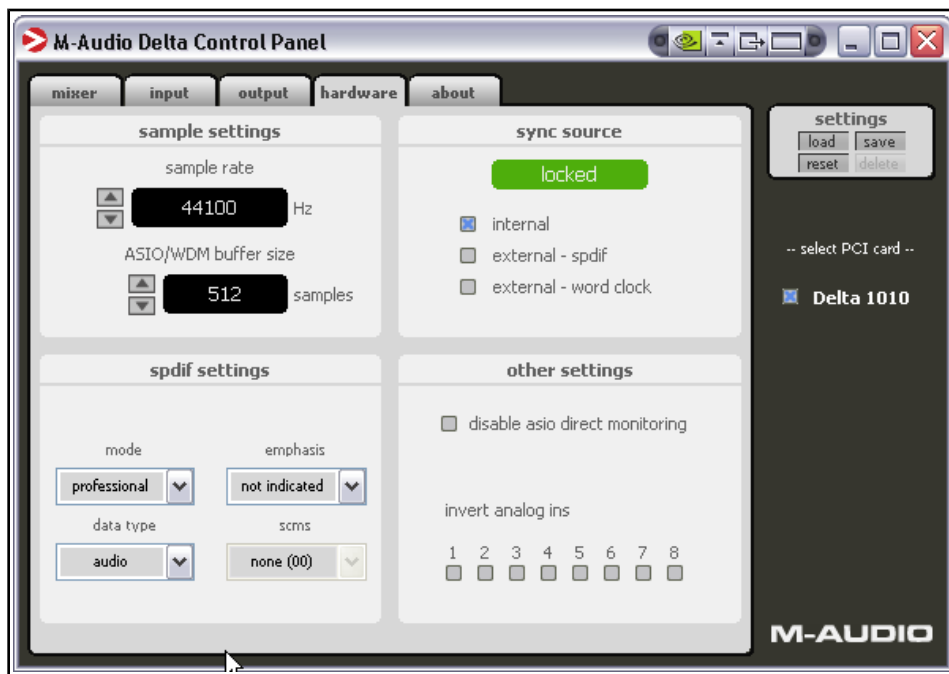 M-Audio Delta Control Panel
mixer input output hardware about
sample settings
sample rate
44100 Hz
ASIO/WDM buffer size
512 samples
sync source
locked
internal
external - spdif
external - word clock
spdif settings
mode emphasis
professional not indicated
data type scms
audio none (00)
other settings
disable asio direct monitoring
invert analog ins
1 2 3 4 5 6 7 8
settings
load save
reset delete
-- select PCI card --
Delta 1010
M-AUDIO